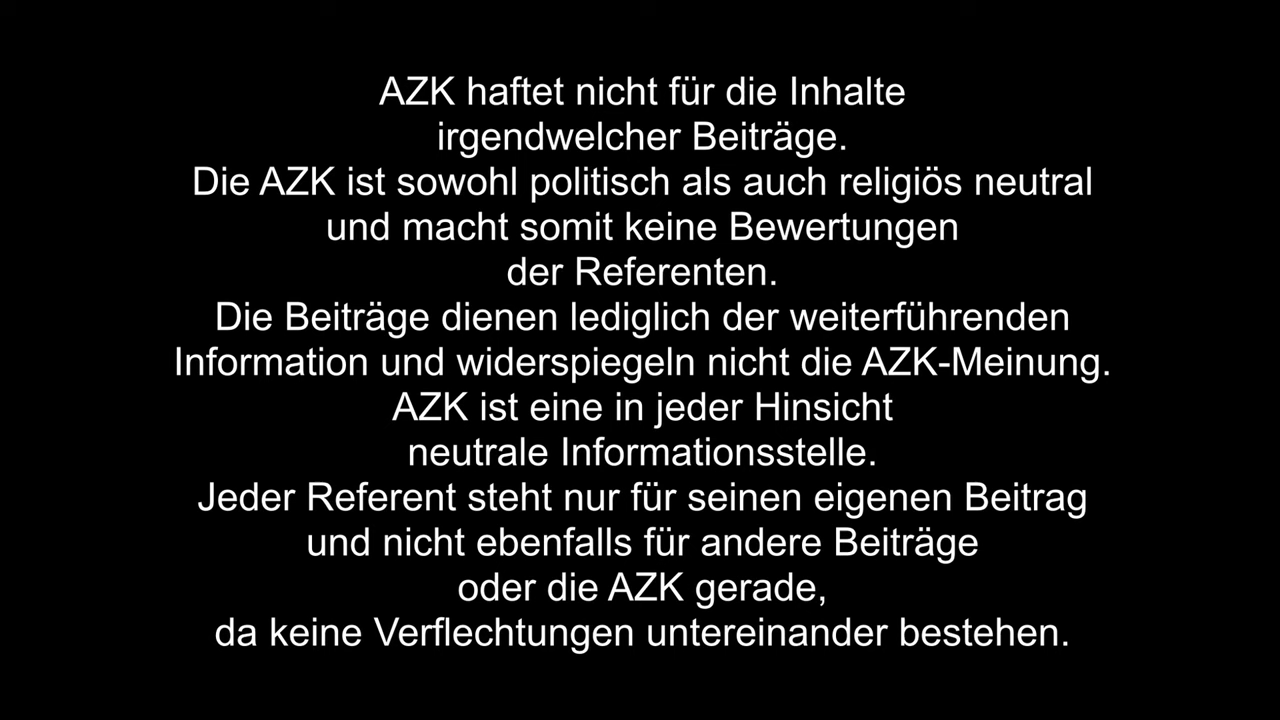 AZK haftet nicht für die Inhalte
irgendwelcher Beiträge.
Die AZK ist sowohl politisch als auch religiös neutral
und macht somit keine Bewertungen
der Referenten.
Die Beiträge dienen lediglich der weiterführenden
Information und widerspiegeln nicht die AZK-Meinung.
AZK ist eine in jeder Hinsicht
neutrale Informationsstelle.
Jeder Referent steht nur für seinen eigenen Beitrag
und nicht ebenfalls für andere Beiträge
oder die AZK gerade,
da keine Verflechtungen untereinander bestehen.